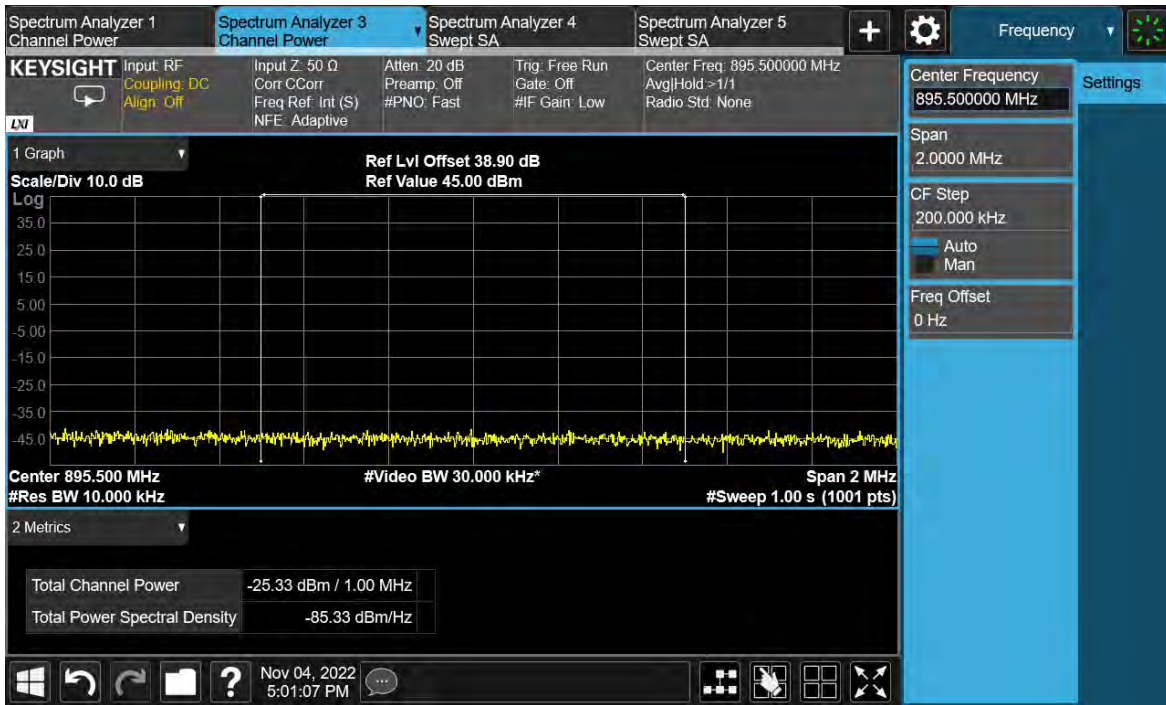 Spectrum Analyzer 1
Channel Power
Spectrum Analyzer 3
Channel Power
Spectrum Analyzer 4
Swept SA
Spectrum Analyzer 5
Swept SA
+
Frequency
KEYSIGHT
LXI
Input: RF
Coupling: DC
Align: Off
Input Z: 50 Ω
Corr CCorr
Freq Ref: Int (S)
NFE: Adaptive
Atten: 20 dB
Preamp: Off
#PNO: Fast
Trig: Free Run
Gate: Off
#IF Gain: Low
Center Freq: 895.500000 MHz
Avg|Hold:>1/1
Radio Std: None
Center Frequency
895.500000 MHz
Settings
Span
2.0000 MHz
CF Step
200.000 kHz
Auto
Man
Freq Offset
0 Hz
1 Graph
Scale/Div 10.0 dB
Ref Lvl Offset 38.90 dB
Ref Value 45.00 dBm
Log
35.0
25.0
15.0
5.00
-5.00
-15.0
-25.0
-35.0
-45.0
Center 895.500 MHz
#Video BW 30.000 kHz*
Span 2 MHz
#Res BW 10.000 kHz
#Sweep 1.00 s (1001 pts)
2 Metrics
Total Channel Power
-25.33 dBm / 1.00 MHz
Total Power Spectral Density
-85.33 dBm/Hz
?
Nov 04, 2022
5:01:07 PM